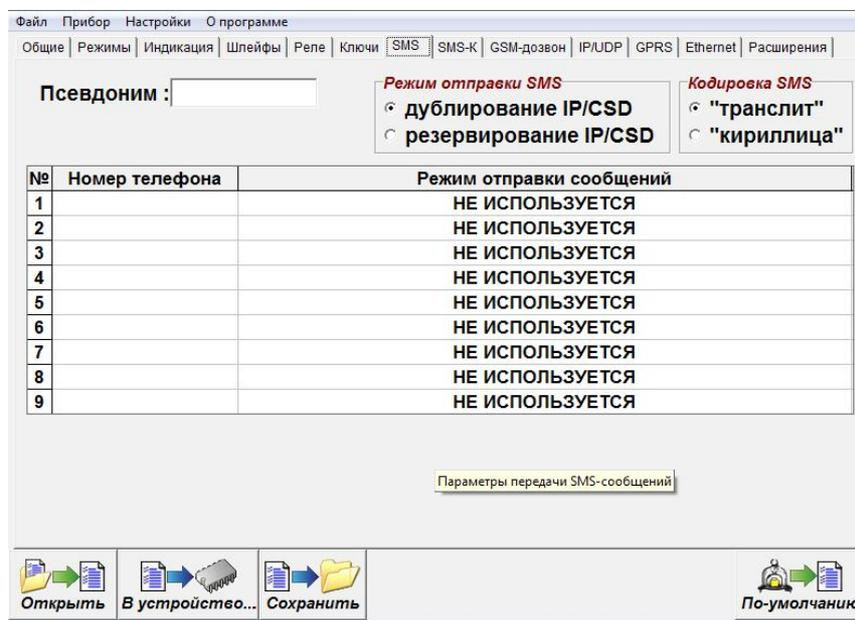 Файл Прибор Настройки О программе
Общие Режимы Индикация Шлейфы Реле Ключи SMS SMS-К GSM-дозвон IP/UDP GPRS Ethernet Расширения
Псевдоним :
Режим отправки SMS
дублирование IP/CSD
резервирование IP/CSD
Кодировка SMS
"транслит"
"кириллица"
№ Номер телефона Режим отправки сообщений
1 НЕ ИСПОЛЬЗУЕТСЯ
2 НЕ ИСПОЛЬЗУЕТСЯ
3 НЕ ИСПОЛЬЗУЕТСЯ
4 НЕ ИСПОЛЬЗУЕТСЯ
5 НЕ ИСПОЛЬЗУЕТСЯ
6 НЕ ИСПОЛЬЗУЕТСЯ
7 НЕ ИСПОЛЬЗУЕТСЯ
8 НЕ ИСПОЛЬЗУЕТСЯ
9 НЕ ИСПОЛЬЗУЕТСЯ
Параметры передачи SMS-сообщений
Открыть В устройство... Сохранить По-умолчанию